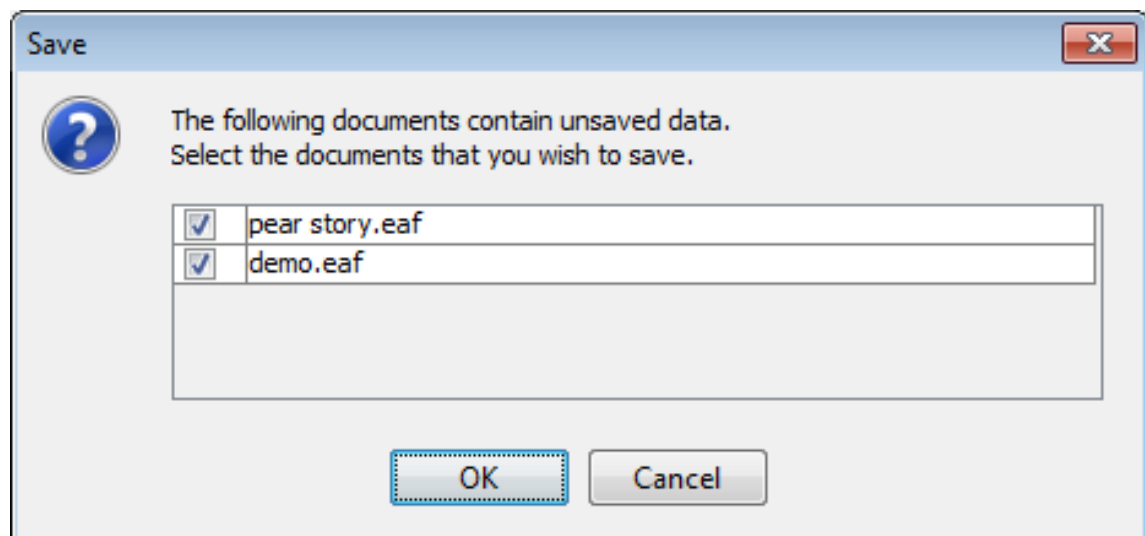 Save
The following documents contain unsaved data.
Select the documents that you wish to save.
pear story.eaf
demo.eaf
OK
Cancel